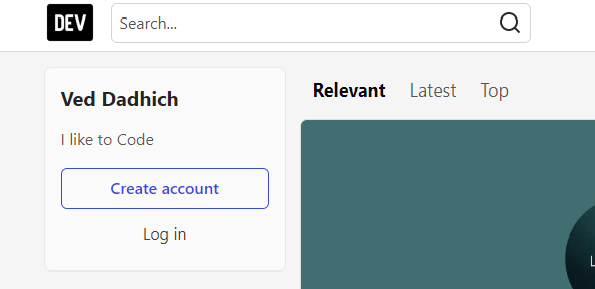 DEV
Search...
Ved Dadhich
I like to Code
Create account
Log in
Relevant Latest Top
L